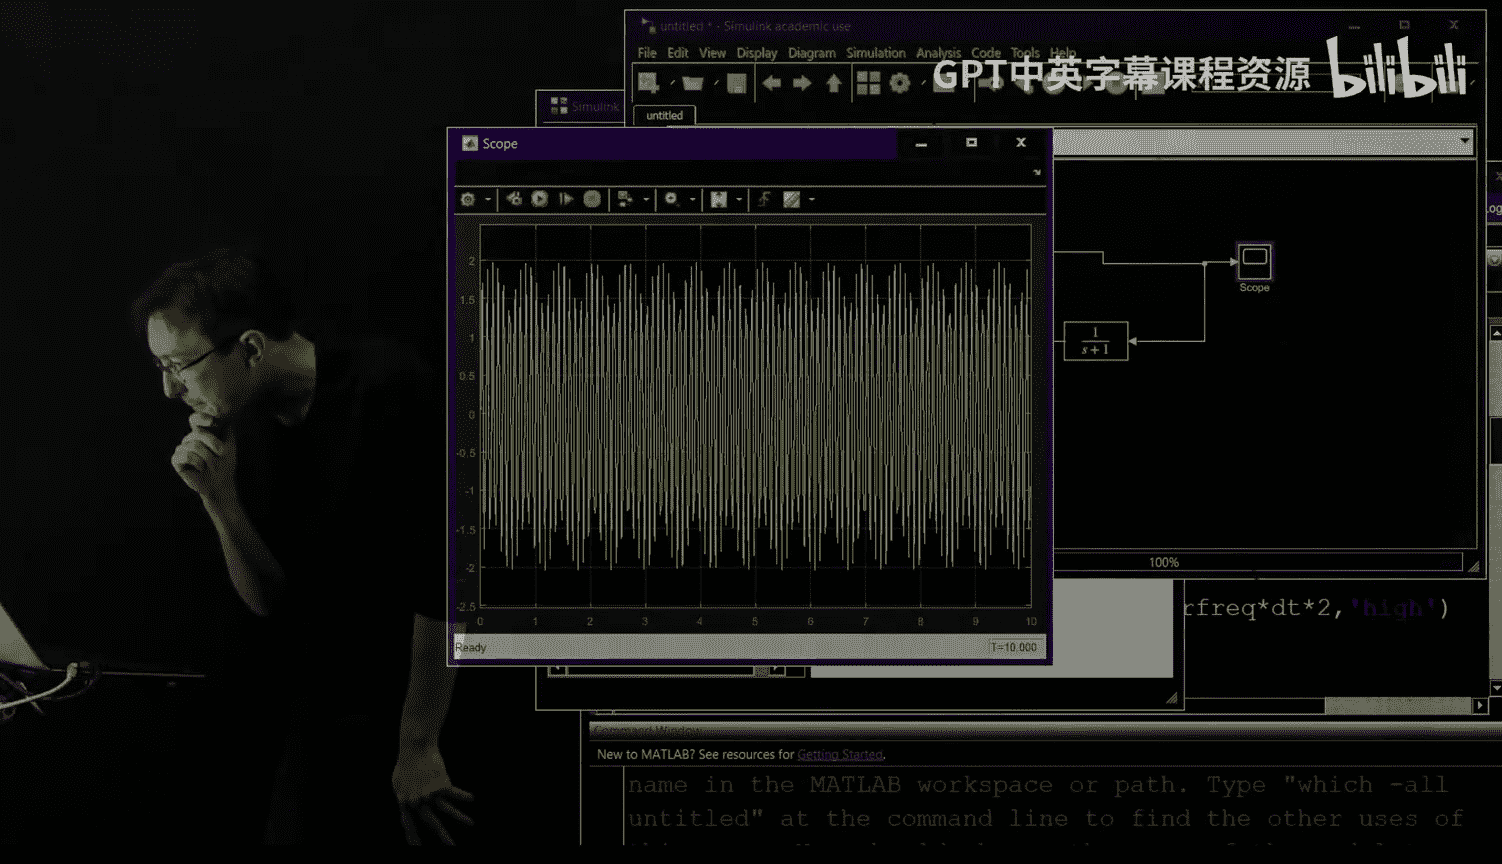 untitled * - Simulink academic use
File Edit View Display Diagram Simulation Analysis Code Tools Help
GPT中英字幕课程资源 bilibili
Simulink
untitled
Scope
2
1.5
1
0.5
0
-0.5
-1
-1.5
-2
-2.5
0 1 2 3 4 5 6 7 8 9 10
Ready T=10.000
Scope
1
s+1
100%
rfreq*dt*2,'high')
Command Window
New to MATLAB? See resources for Getting Started.
name in the MATLAB workspace or path. Type "which -all
untitled" at the command line to find the other uses of